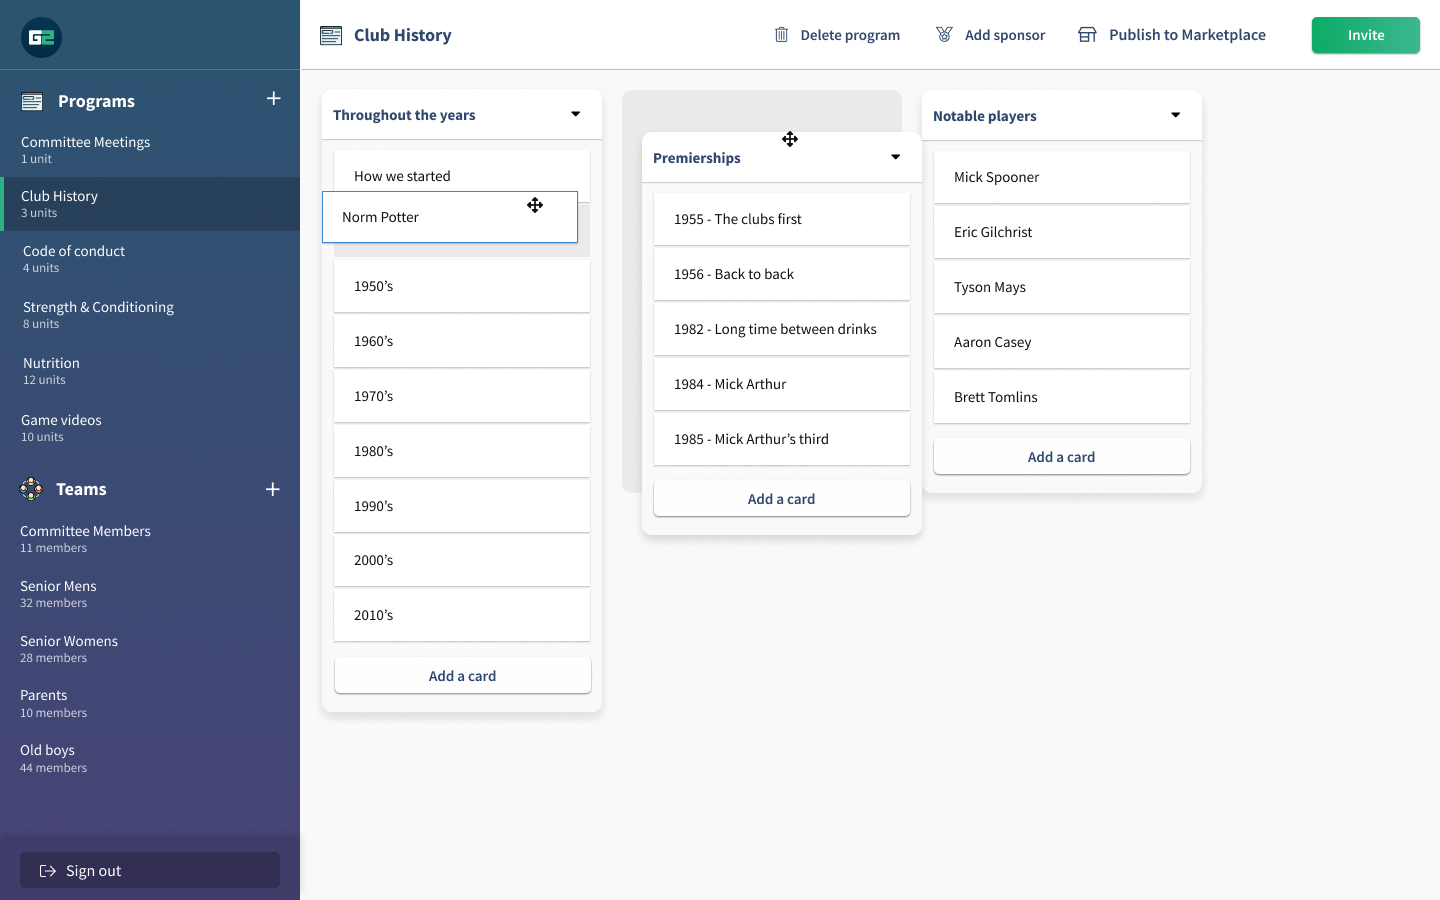 G2
Programs
Committee Meetings
1 unit
Club History
3 units
Code of conduct
4 units
Strength & Conditioning
8 units
Nutrition
12 units
Game videos
10 units
Teams
Committee Members
11 members
Senior Mens
32 members
Senior Womens
28 members
Parents
10 members
Old boys
44 members
Sign out
Club History
Delete program
Add sponsor
Publish to Marketplace
Invite
Throughout the years
How we started
Norm Potter
1950’s
1960’s
1970’s
1980’s
1990’s
2000’s
2010’s
Add a card
Premierships
1955 - The clubs first
1956 - Back to back
1982 - Long time between drinks
1984 - Mick Arthur
1985 - Mick Arthur’s third
Add a card
Notable players
Mick Spooner
Eric Gilchrist
Tyson Mays
Aaron Casey
Brett Tomlins
Add a card